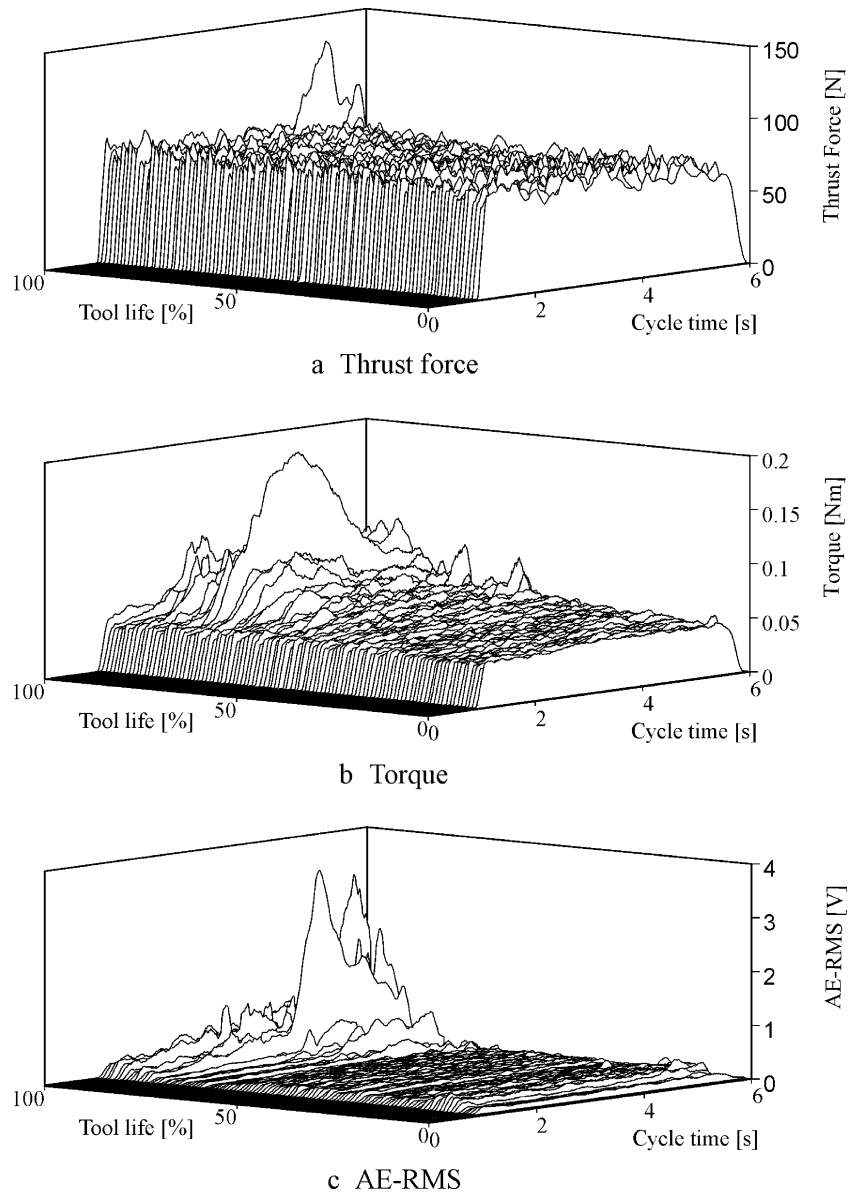 150
100
50
0
Thrust Force [N]
100
50
0
0
2
4
6
Tool life [%]
Cycle time [s]
a Thrust force
0.2
0.15
0.1
0.05
0
Torque [Nm]
100
50
0
0
2
4
6
Tool life [%]
Cycle time [s]
b Torque
4
3
2
1
0
AE-RMS [V]
100
50
0
0
2
4
6
Tool life [%]
Cycle time [s]
c AE-RMS